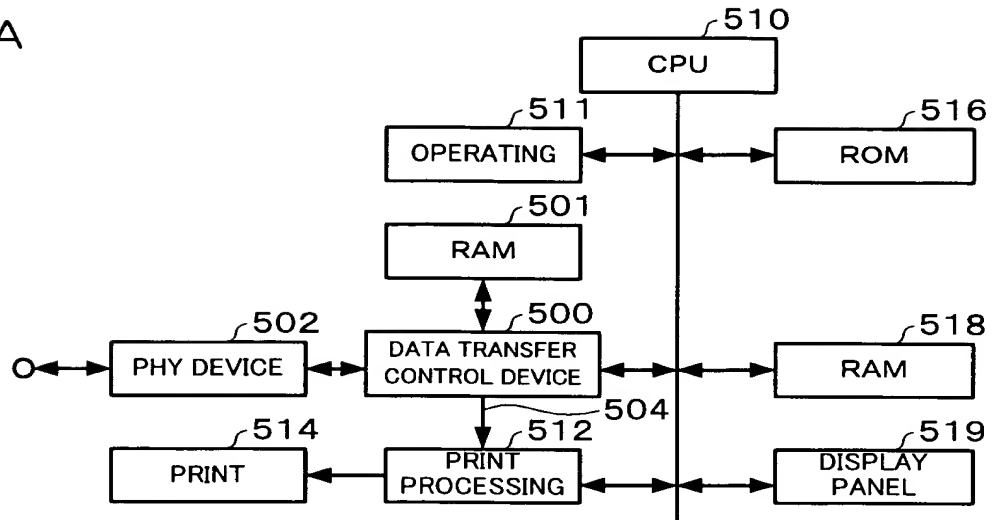 A
510
CPU
511
OPERATING
516
ROM
501
RAM
502
PHY DEVICE
500
DATA TRANSFER
CONTROL DEVICE
518
RAM
504
514
PRINT
512
PRINT
PROCESSING
519
DISPLAY
PANEL